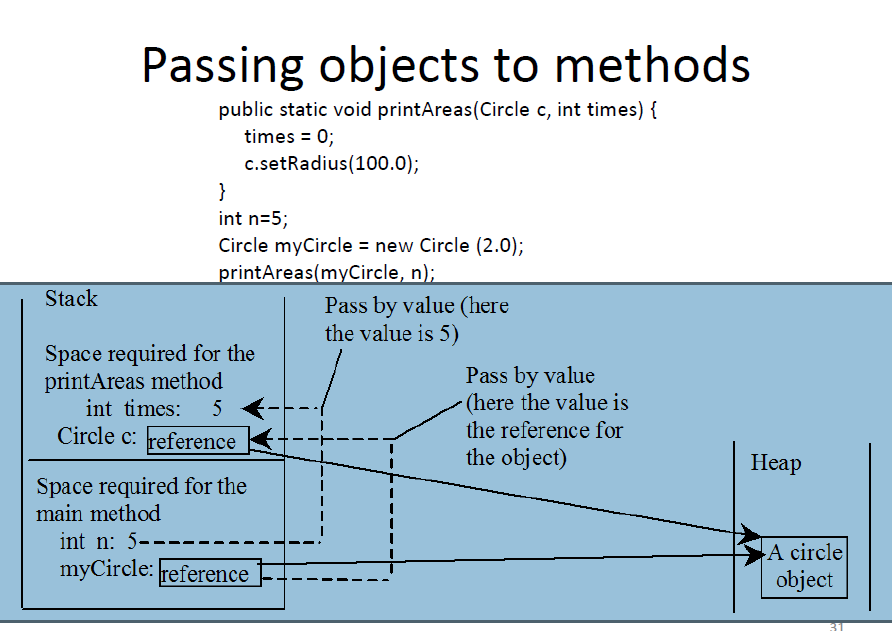 Passing objects to methods
public static void printAreas(Circle c, int times) {
times = 0;
c.setRadius(100.0);
}
int n=5;
Circle myCircle = new Circle (2.0);
printAreas(myCircle, n);
Stack
Space required for the
printAreas method
int times: 5
Circle c: reference
Space required for the
main method
int n: 5
myCircle: reference
Pass by value (here
the value is 5)
Pass by value
(here the value is
the reference for
the object)
Heap
A circle
object
31